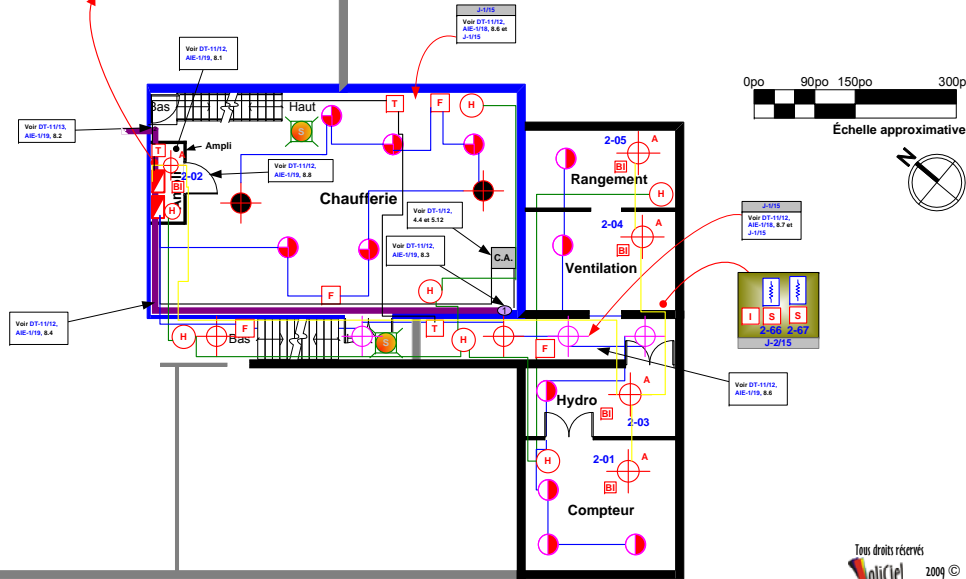 J-1/15
Voir DT-11/12,
AIE-1/18, 8.6 et
J-1/15
Voir DT-11/12,
AIE-1/19, 8.1
0po 90po 150po 300p
Échelle approximative
N
Bas
Haut
S
T
F
H
Voir DT-11/13,
AIE-1/19, 8.2
Ampli
T
A
2-02
BI
H
Voir DT-11/12,
AIE-1/19, 8.8
Chaufferie
Voir DT-1/12,
4.4 et 5.12
Voir DT-11/12,
AIE-1/19, 8.3
C.A.
2-05
A
BI
Rangement
H
2-04
A
BI
Ventilation
J-1/15
Voir DT-11/12,
AIE-1/18, 8.7 et
J-1/15
I S S
2-66 2-67
J-2/15
H
F
T
Voir DT-11/12,
AIE-1/19, 8.4
H
F
Bas
S
T
H
F
Voir DT-11/12,
AIE-1/19, 8.6
Hydro
A
BI
2-03
H
2-01
A
BI
Compteur
Tous droits réservés
2009 ©